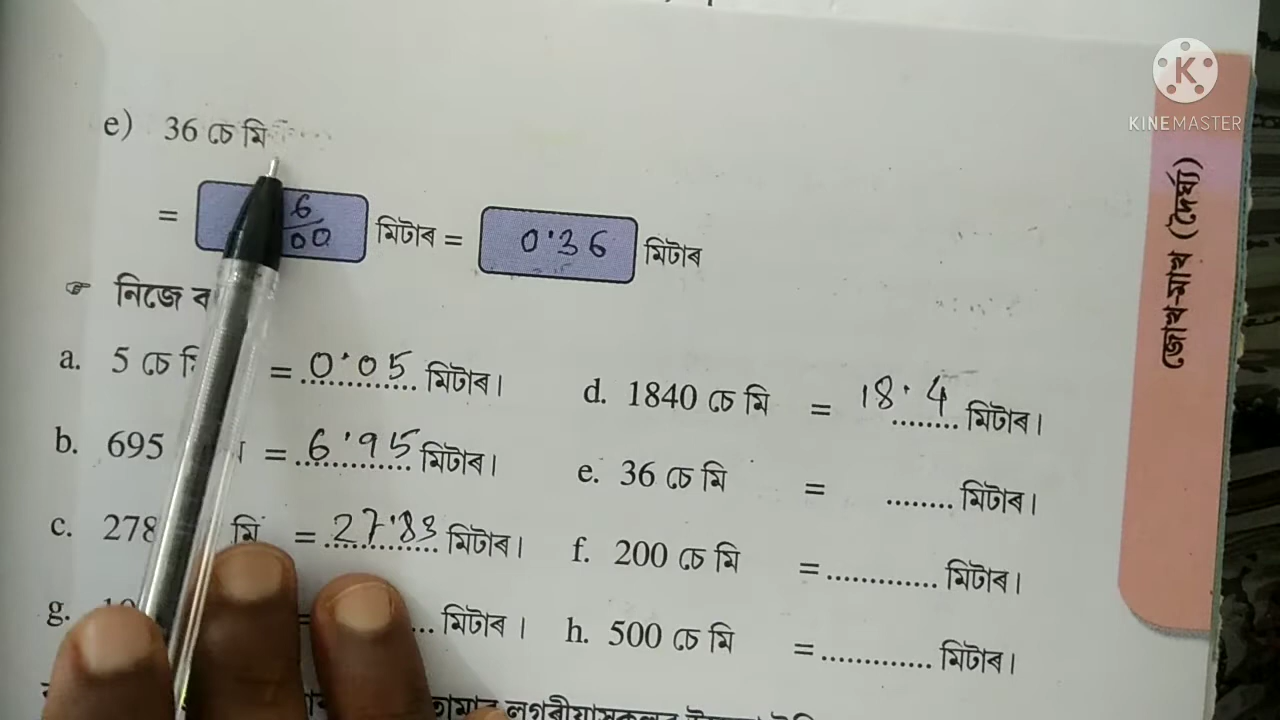 e) 36 চে মি
= 6/00 মিটাৰ = 0.36 মিটাৰ
☞ নিজে
a. 5 চে = 0.05 মিটাৰ।
b. 695 = 6.95 মিটাৰ।
c. 278 মি = 27.83 মিটাৰ।
g. মিটাৰ।
d. 1840 চে মি = 18.4 মিটাৰ।
e. 36 চে মি = ........ মিটাৰ।
f. 200 চে মি = ............. মিটাৰ।
h. 500 চে মি = ............. মিটাৰ।
জোখ-মাখ (দৈৰ্ঘ্য)
K
KINEMASTER